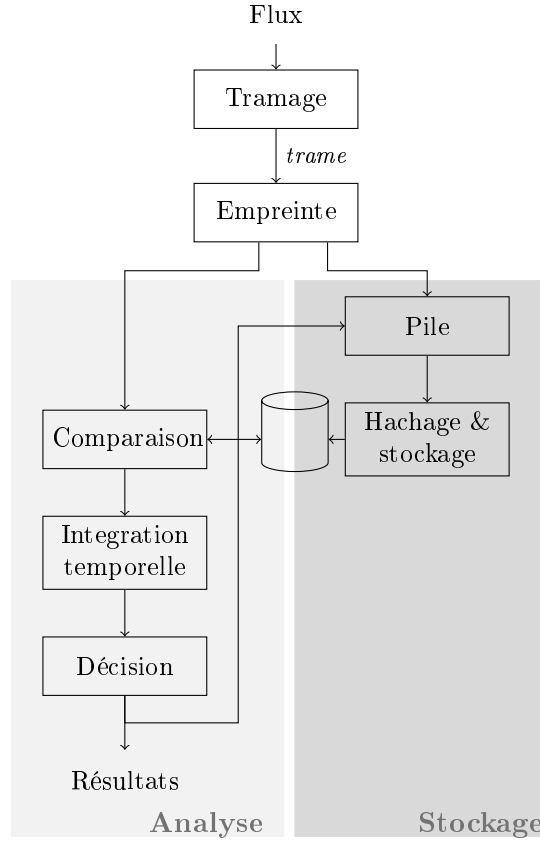 Flux
Tramage
trame
Empreinte
Pile
Comparaison
Hachage &
stockage
Integration
temporelle
Décision
Résultats
Analyse
Stockage